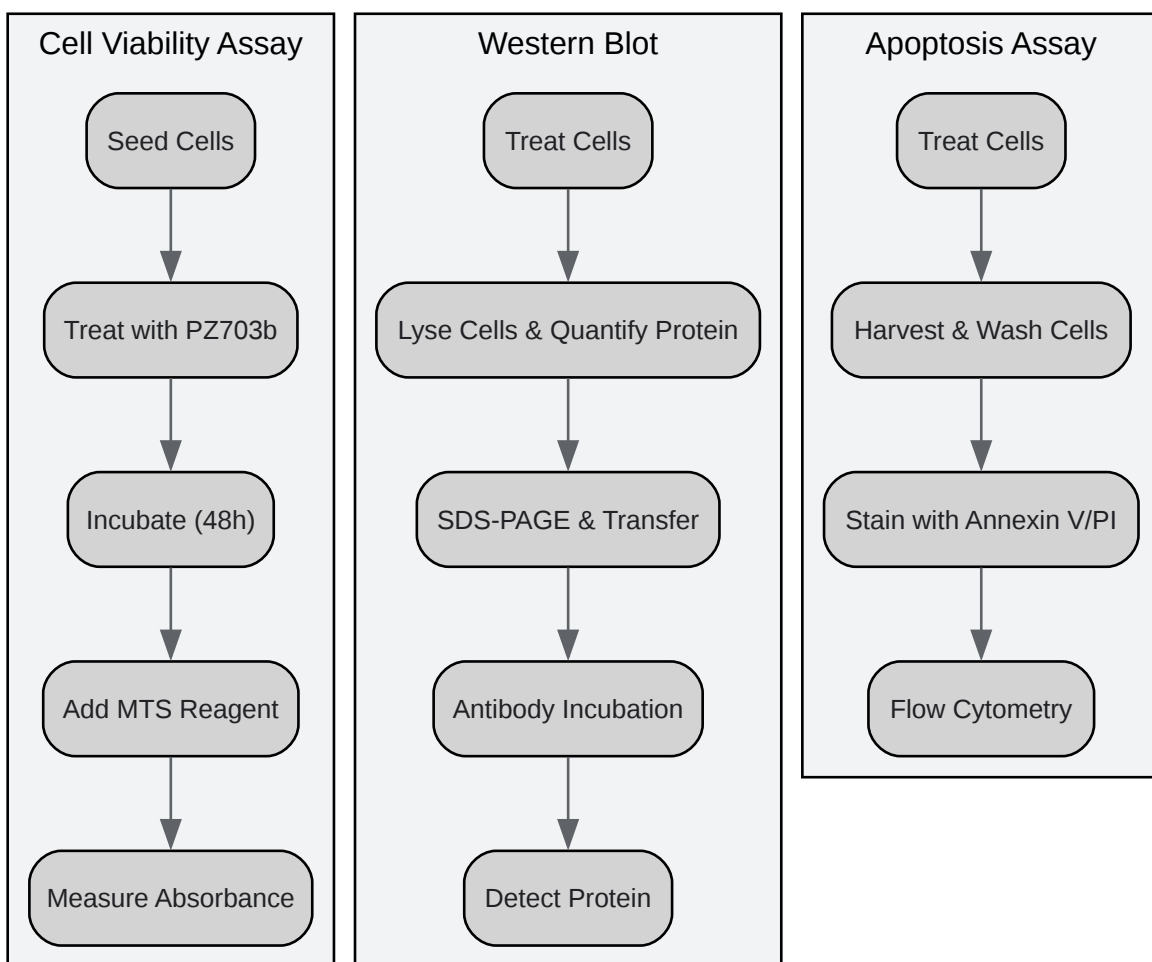 Cell Viability Assay
Seed Cells
Treat with PZ703b
Incubate (48h)
Add MTS Reagent
Measure Absorbance
Western Blot
Treat Cells
Lyse Cells & Quantify Protein
SDS-PAGE & Transfer
Antibody Incubation
Detect Protein
Apoptosis Assay
Treat Cells
Harvest & Wash Cells
Stain with Annexin V/PI
Flow Cytometry